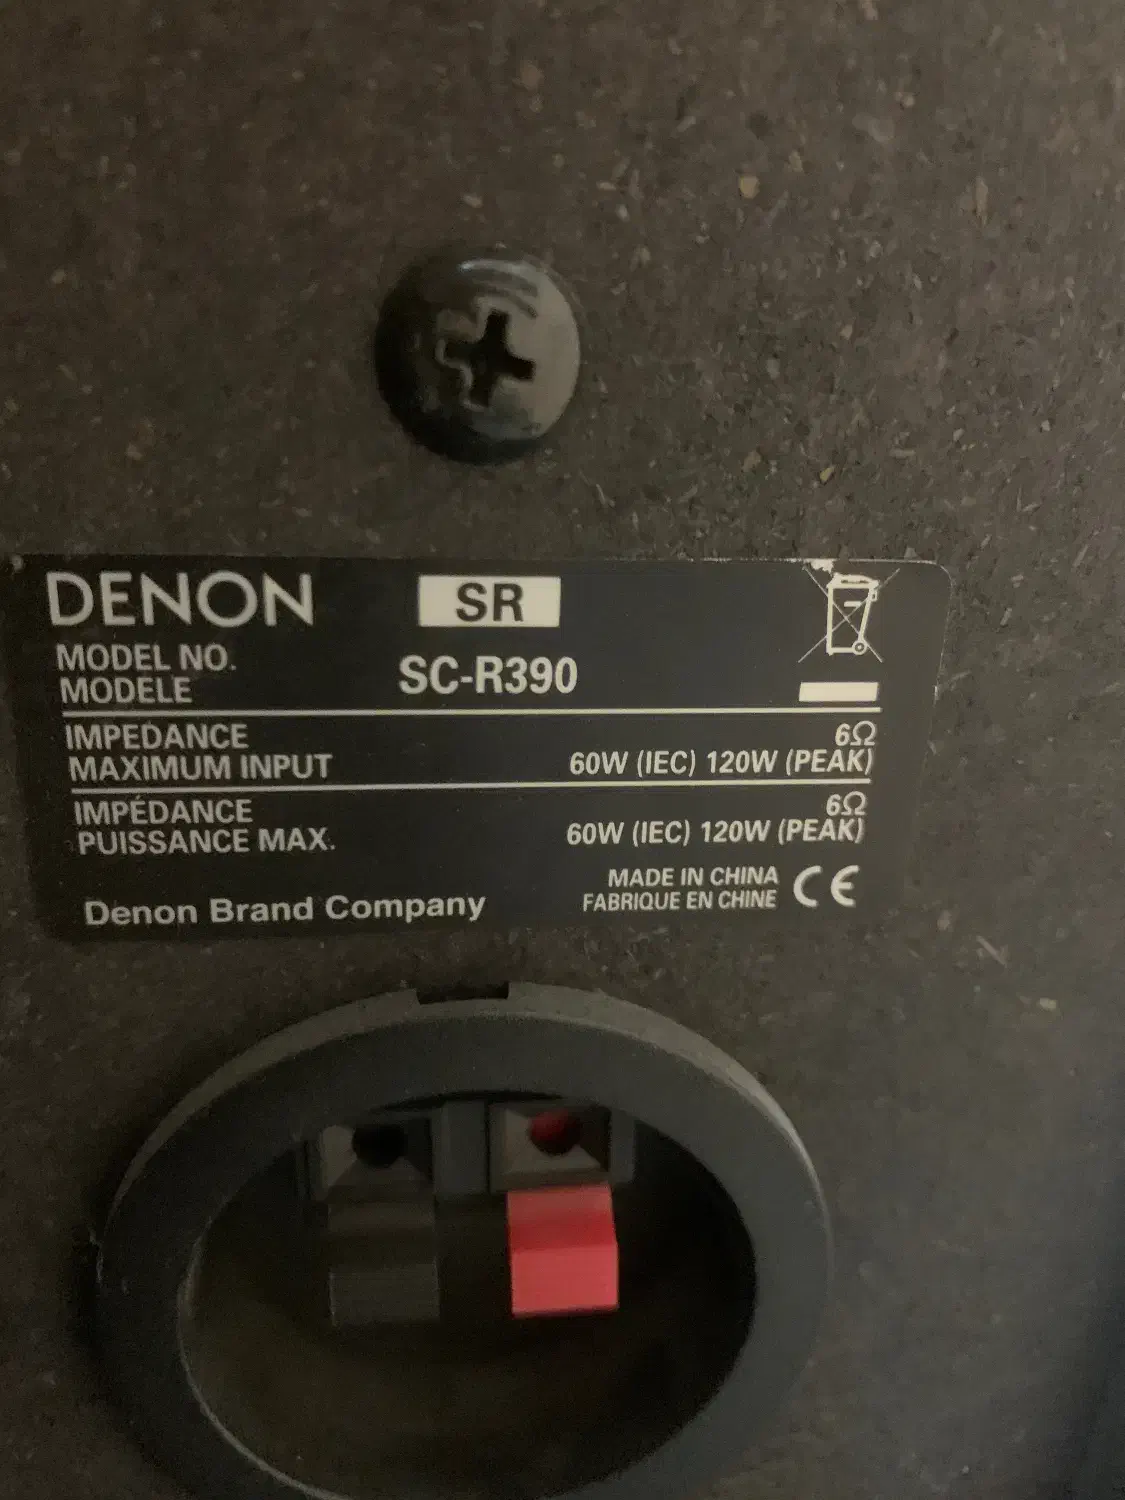 DENON SR
MODEL NO.
MODELE SC-R390
IMPEDANCE 6Ω
MAXIMUM INPUT 60W (IEC) 120W (PEAK)
IMPÉDANCE 6Ω
PUISSANCE MAX. 60W (IEC) 120W (PEAK)
MADE IN CHINA
FABRIQUE EN CHINE CE
Denon Brand Company